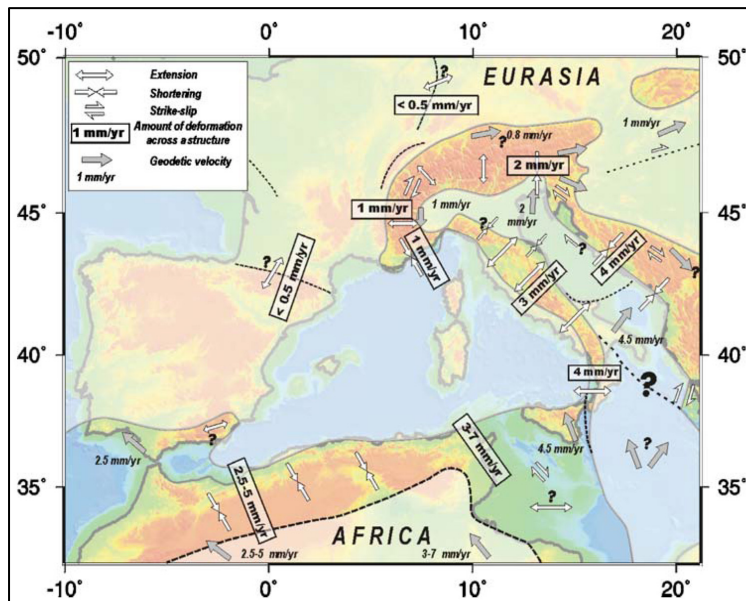 -10° 0° 10° 20°
50° 50°
Extension
Shortening
Strike-slip
1 mm/yr Amount of deformation
across a structure
Geodetic velocity
1 mm/yr
?
EURASIA
< 0.5 mm/yr
0.8 mm/yr
?
1 mm/yr
2 mm/yr
45° 45°
1 mm/yr
1 mm/yr
2
mm/yr
?
1 mm/yr
4 mm/yr
?
?
< 0.5 mm/yr
3 mm/yr
40° 40°
4.5 mm/yr
4 mm/yr
?
?
2.5 mm/yr
3-7 mm/yr
4.5 mm/yr
?
35° 35°
2.5-5 mm/yr
?
AFRICA
2.5-5 mm/yr
3-7 mm/yr
-10° 0° 10° 20°